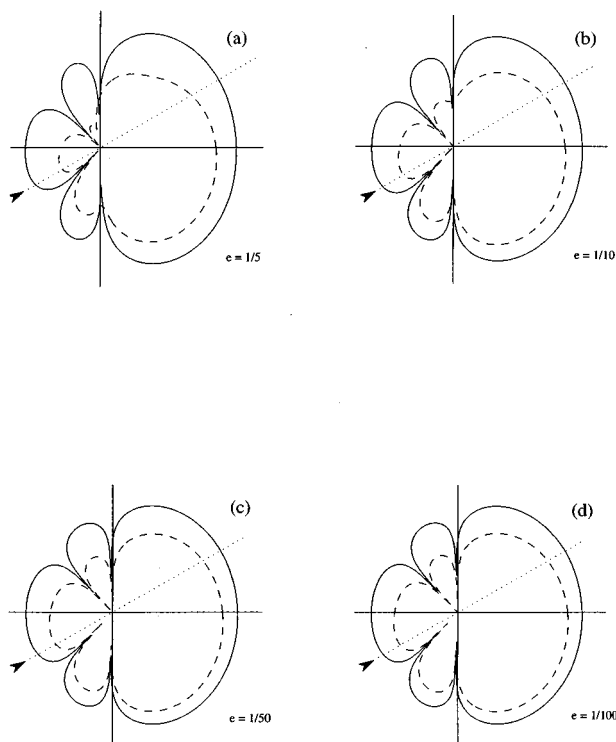 (a)
(b)
e = 1/5
e = 1/10
(c)
(d)
e = 1/50
e = 1/100